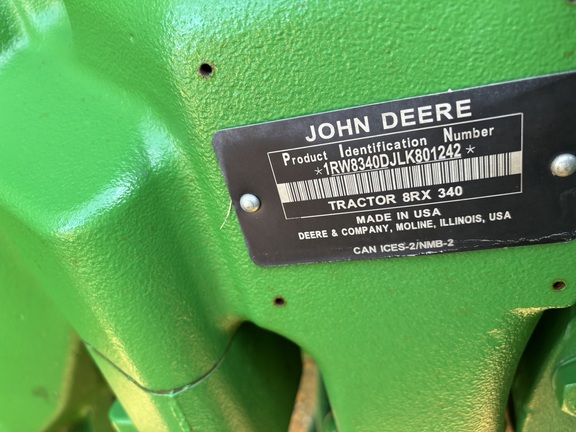 JOHN DEERE
Product Identification Number
*1RW8340DJLK801242*
TRACTOR 8RX 340
MADE IN USA
DEERE & COMPANY, MOLINE, ILLINOIS, USA
CAN ICES-2/NMB-2